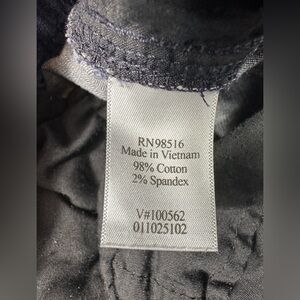 RN98516
Made in Vietnam
98% Cotton
2% Spandex
V#100562
011025102